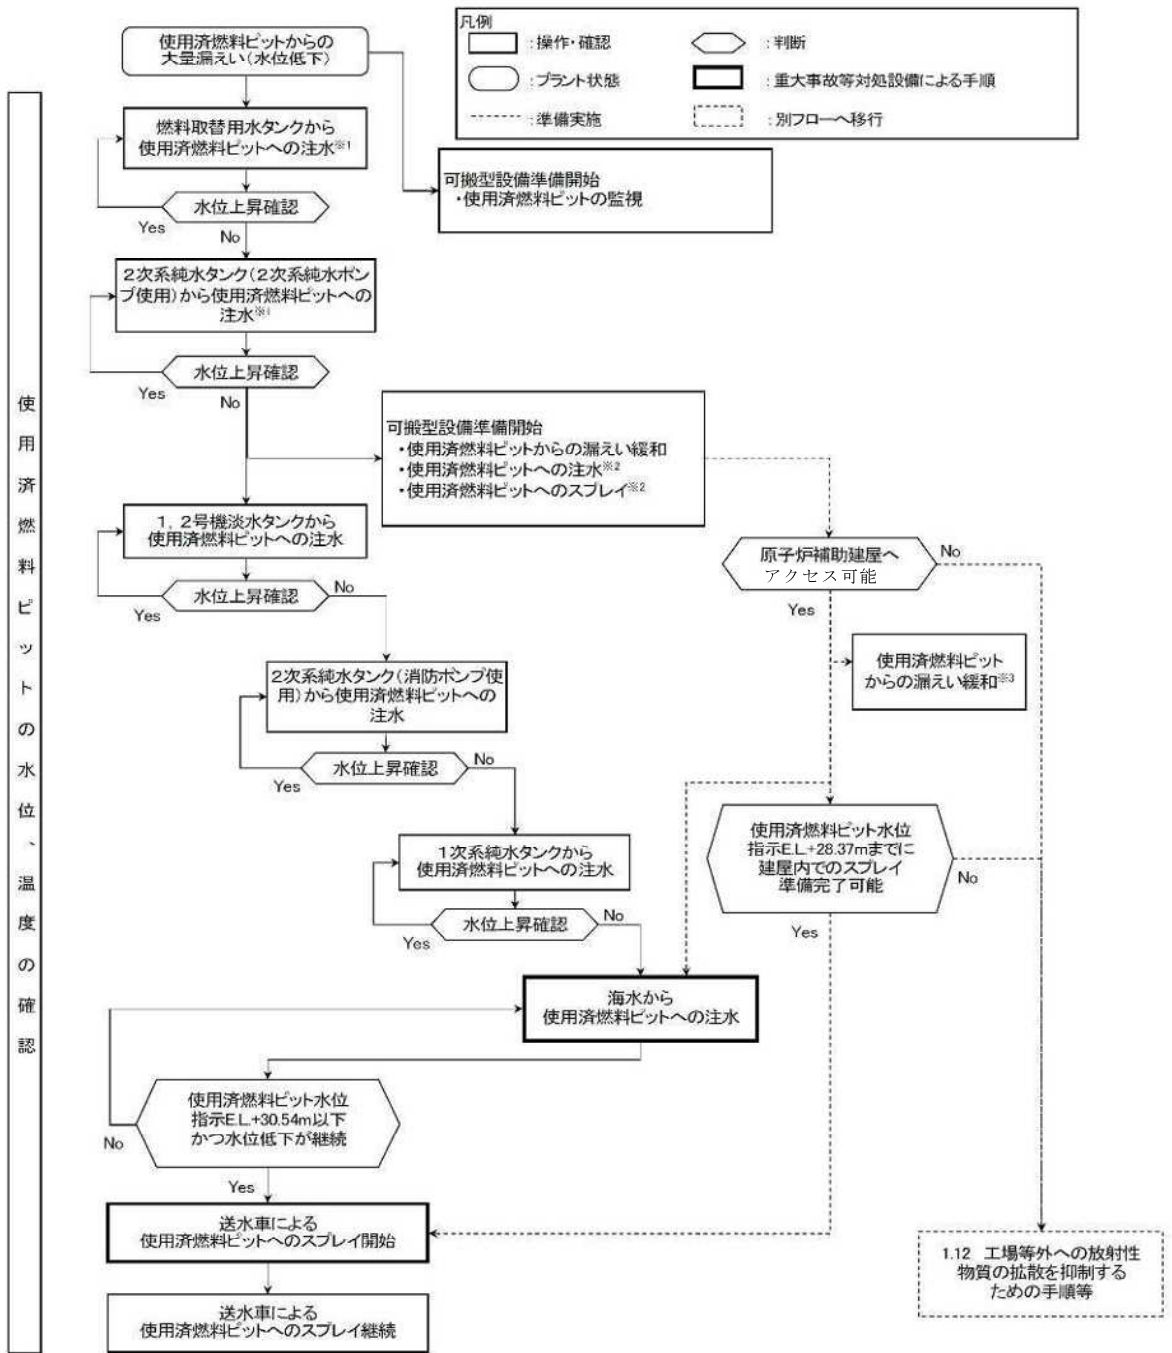 凡例
:操作・確認
:判断
:プラント状態
:重大事故等対処設備による手順
:準備実施
:別フローへ移行
使用済燃料ピットの水位、温度の確認
使用済燃料ピットからの
大量漏えい(水位低下)
燃料取替用水タンクから
使用済燃料ピットへの注水※1
可搬型設備準備開始
・使用済燃料ピットの監視
水位上昇確認
Yes
No
2次系純水タンク(2次系純水ポン
プ使用)から使用済燃料ピットへの
注水※1
水位上昇確認
Yes
No
可搬型設備準備開始
・使用済燃料ピットからの漏えい緩和
・使用済燃料ピットへの注水※2
・使用済燃料ピットへのスプレイ※2
1,2号機淡水タンクから
使用済燃料ピットへの注水
水位上昇確認
Yes
No
原子炉補助建屋へ
アクセス可能
No
Yes
使用済燃料ピット
からの漏えい緩和※3
2次系純水タンク(消防ポンプ使
用)から使用済燃料ピットへの
注水
水位上昇確認
Yes
No
使用済燃料ピット水位
指示E.L.+28.37mまでに
建屋内でのスプレイ
準備完了可能
No
Yes
1次系純水タンクから
使用済燃料ピットへの注水
水位上昇確認
Yes
No
海水から
使用済燃料ピットへの注水
使用済燃料ピット水位
指示E.L.+30.54m以下
かつ水位低下が継続
No
Yes
送水車による
使用済燃料ピットへのスプレイ開始
送水車による
使用済燃料ピットへのスプレイ継続
1.12 工場等外への放射性
物質の拡散を抑制する
ための手順等